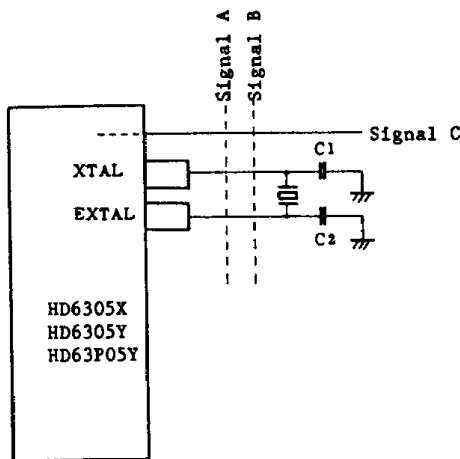 Signal A
Signal B
Signal C
C1
XTAL
EXTAL
C2
HD6305X
HD6305Y
HD63P05Y